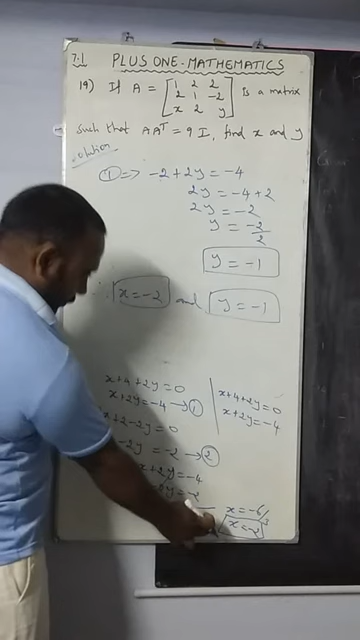 7.1 PLUS ONE-MATHEMATICS
19) If A = [1 2 2
2 1 -2
x 2 y] Is a matrix
such that AAᵀ = 9 I, find x and y
solution
① => -2+2y = -4
2y = -4+2
2y = -2
y = -2/2
y = -1
∴ x = -2 and y = -1
x+4+2y=0
x+2y=-4 → ①
x+4+2y=0
x+2y=-4
+2-2y=0
-2y = -2 → ②
x+2y=-4
x = -6/3
x = -2